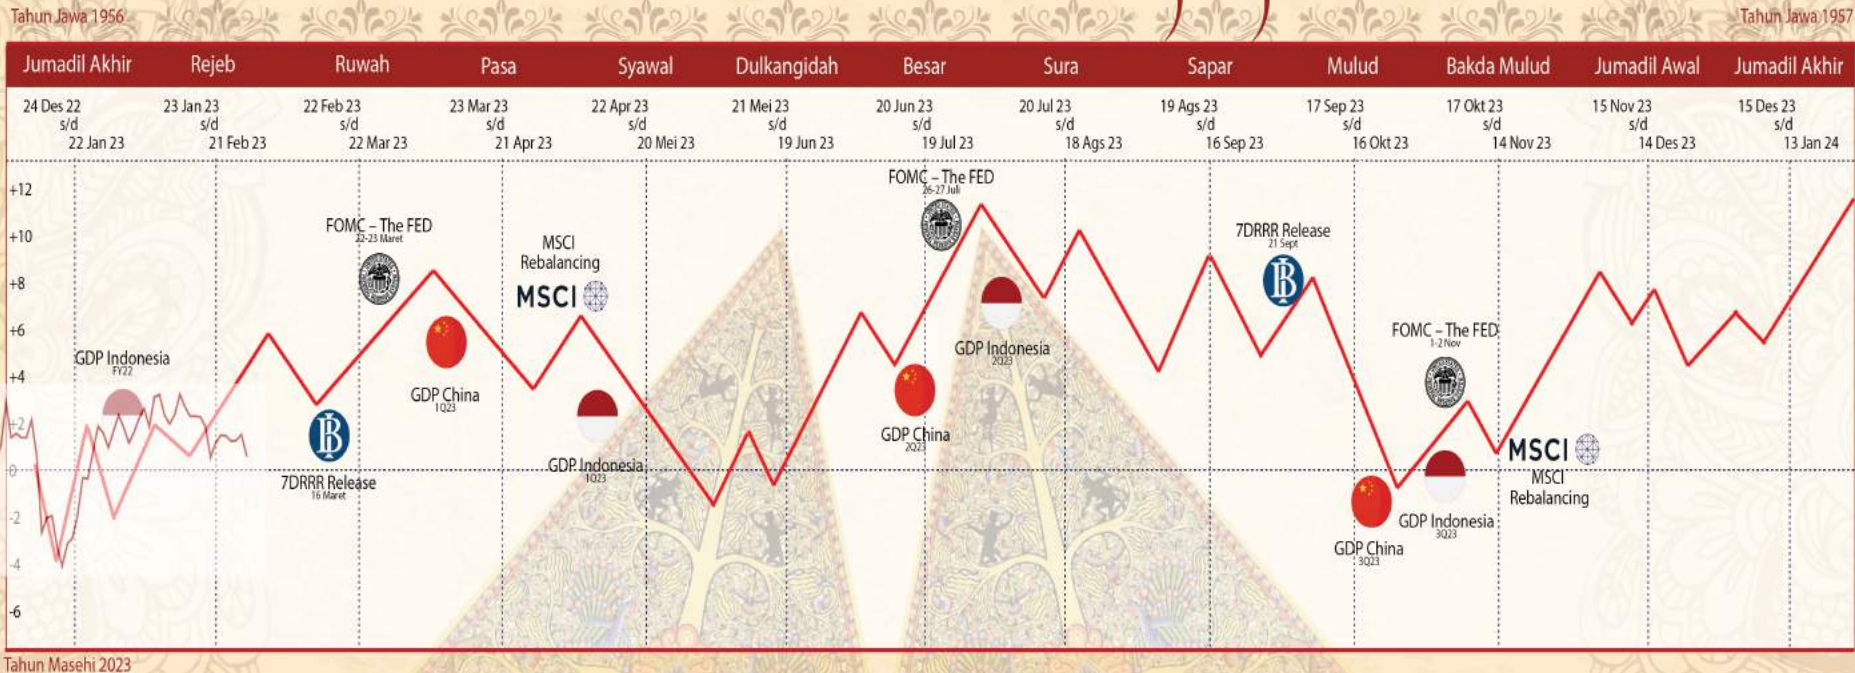 Tahun Jawa 1956
Tahun Jawa 1957
Jumadil Akhir
Rejeb
Ruwah
Pasa
Syawal
Dulkangidah
Besar
Sura
Sapar
Mulud
Bakda Mulud
Jumadil Awal
Jumadil Akhir
24 Des 22
s/d
22 Jan 23
23 Jan 23
s/d
21 Feb 23
22 Feb 23
s/d
22 Mar 23
23 Mar 23
s/d
21 Apr 23
22 Apr 23
s/d
20 Mei 23
21 Mei 23
s/d
19 Jun 23
20 Jun 23
s/d
19 Jul 23
20 Jul 23
s/d
18 Ags 23
19 Ags 23
s/d
16 Sep 23
17 Sep 23
s/d
16 Okt 23
17 Okt 23
s/d
14 Nov 23
15 Nov 23
s/d
14 Des 23
15 Des 23
s/d
13 Jan 24
+12
+10
+8
+6
+4
+2
0
-2
-4
-6
GDP Indonesia
FY22
7DRRR Release
16 Maret
FOMC – The FED
22-23 Maret
GDP China
1Q23
MSCI
Rebalancing
MSCI
GDP Indonesia
1Q23
FOMC – The FED
26-27 Juli
GDP China
2Q23
GDP Indonesia
2Q23
7DRRR Release
21 Sept
GDP China
3Q23
FOMC – The FED
1-2 Nov
GDP Indonesia
3Q23
MSCI
MSCI
Rebalancing
Tahun Masehi 2023